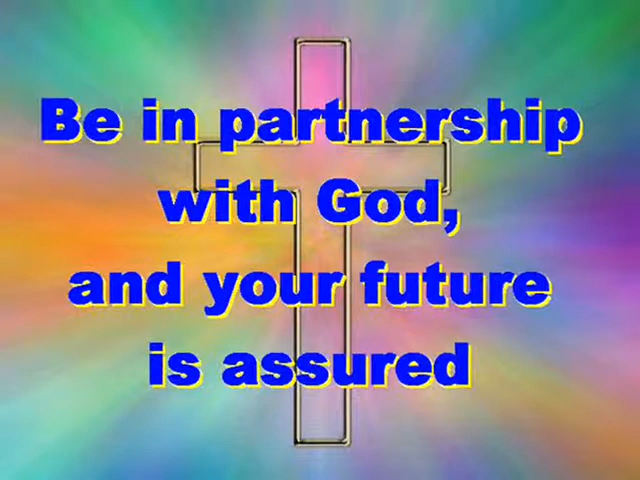 Be in partnership
with God,
and your future
is assured